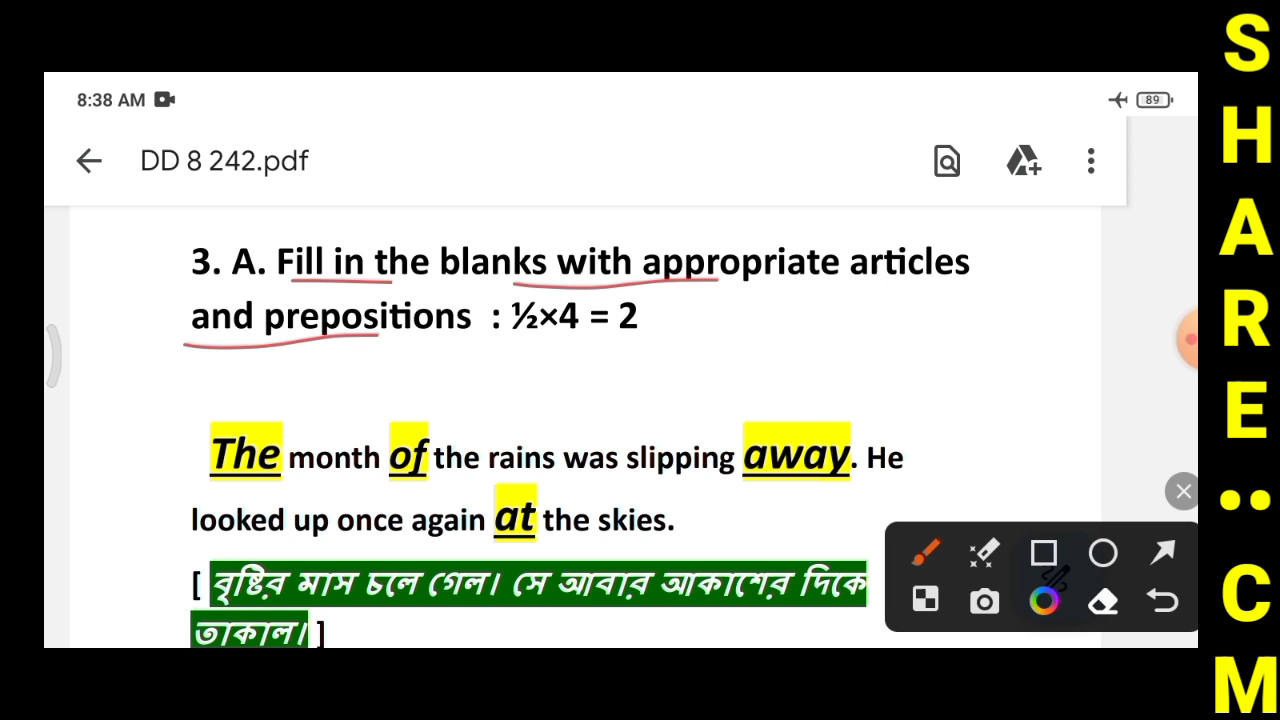 8:38 AM
89
DD 8 242.pdf
3. A. Fill in the blanks with appropriate articles
and prepositions : ½×4 = 2
The month of the rains was slipping away. He
looked up once again at the skies.
[ বৃষ্টির মাস চলে গেল। সে আবার আকাশের দিকে
তাকাল। ]
SHARE..CM